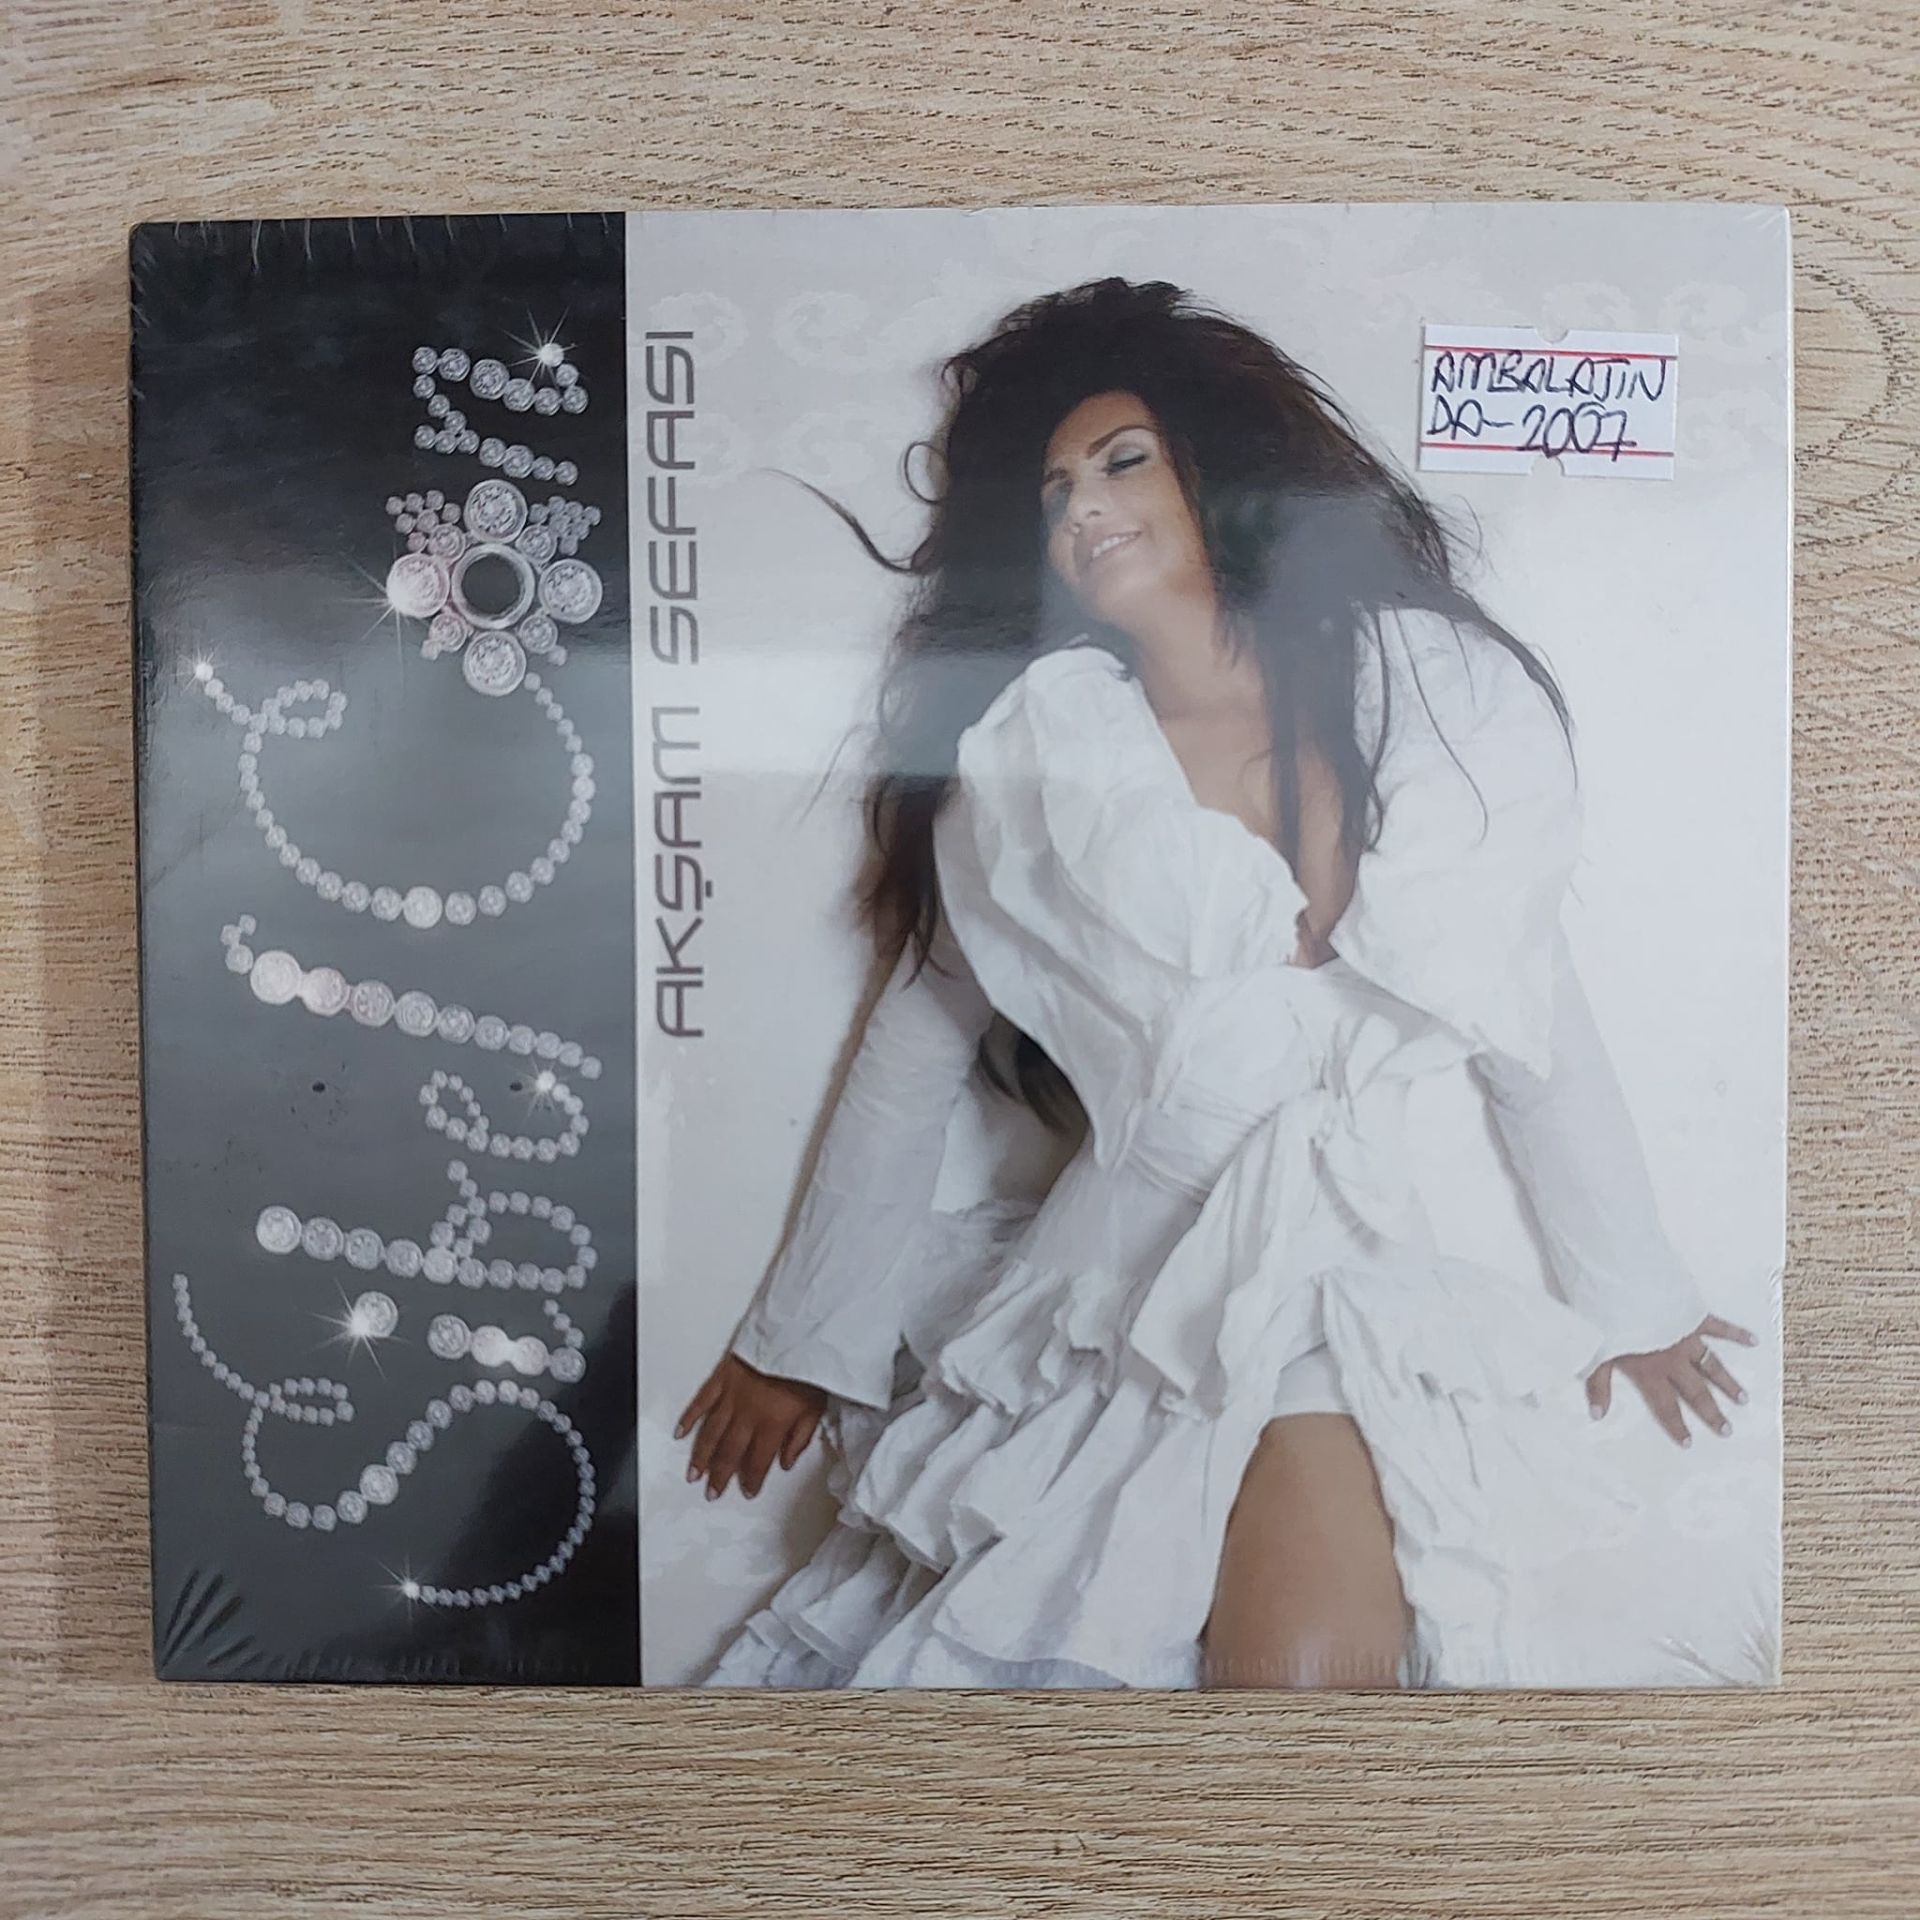 Sibel Can
AKŞAM SEFASI
AMBALAJIN
DA-2007